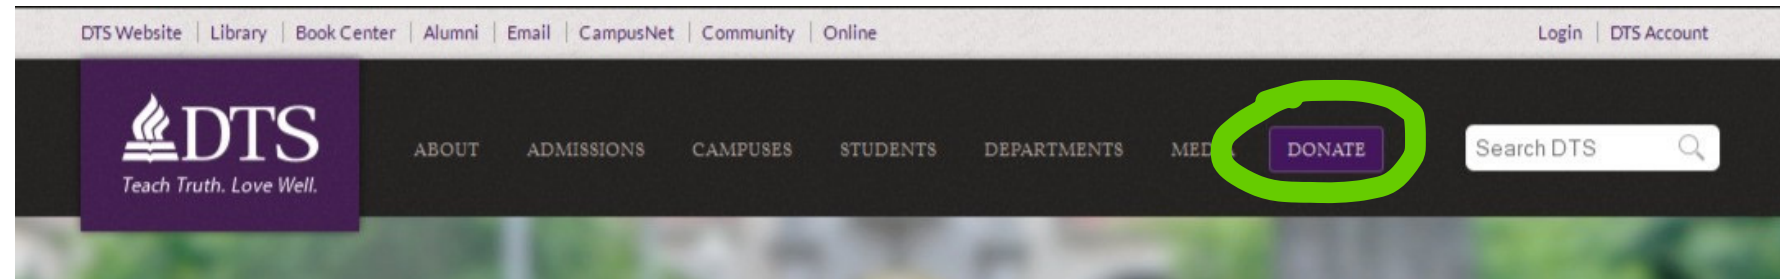 DTS Website | Library | Book Center | Alumni | Email | CampusNet | Community | Online
Login | DTS Account
DTS
Teach Truth. Love Well.
ABOUT ADMISSIONS CAMPUSES STUDENTS DEPARTMENTS DONATE
Search DTS